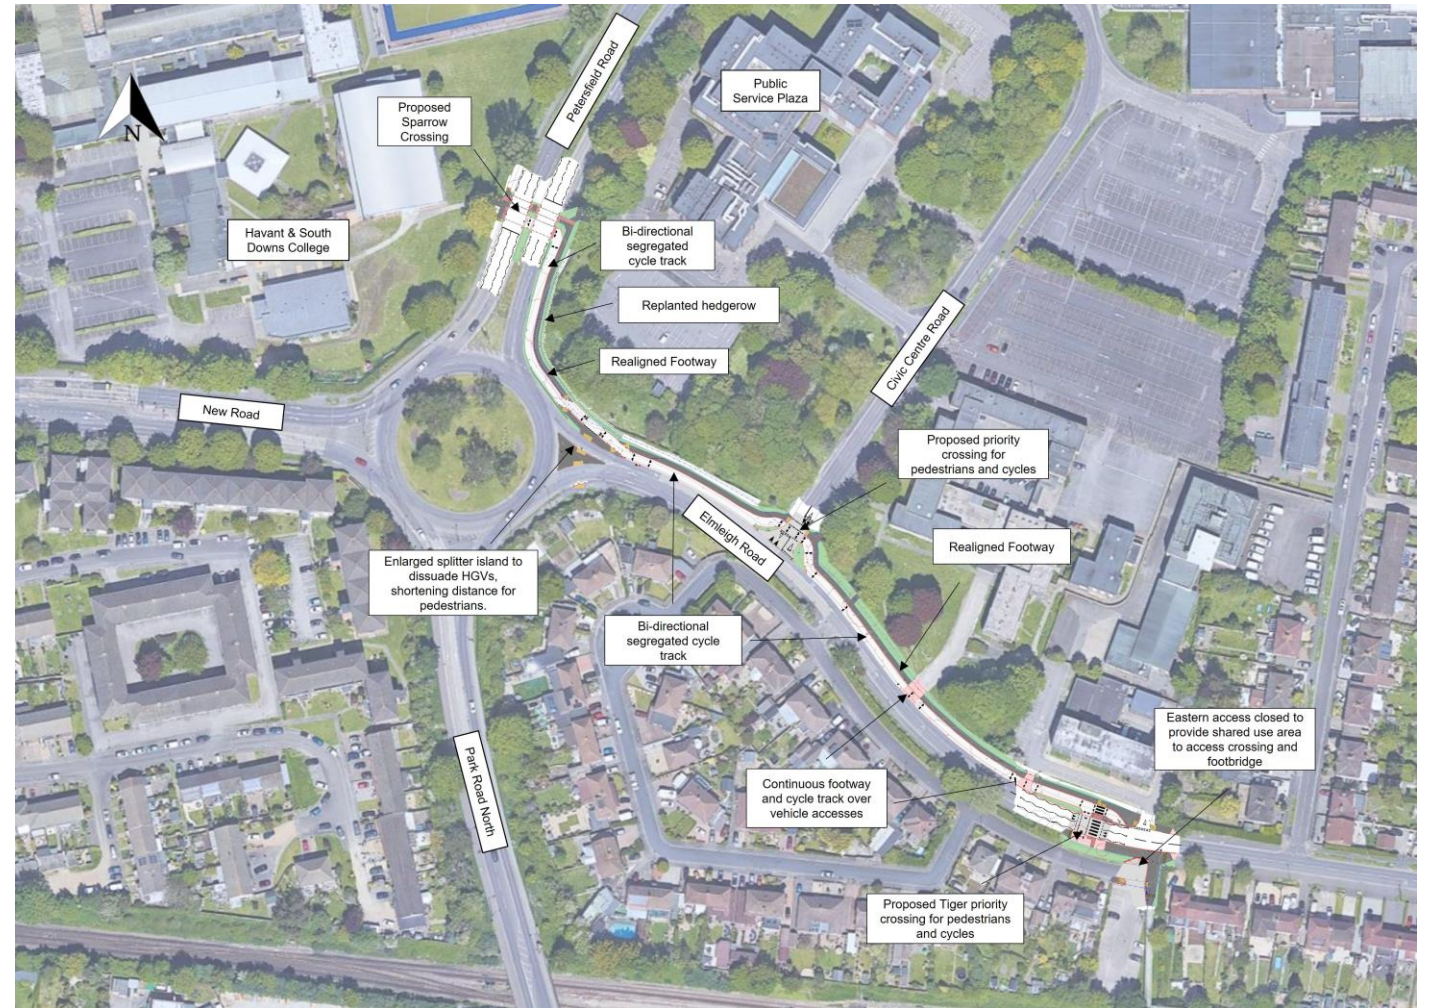 Petersfield Road
Public
Service Plaza
Proposed
Sparrow
Crossing
N
Havant & South
Downs College
Bi-directional
segregated
cycle track
Replanted hedgerow
Realigned Footway
Civic Centre Road
New Road
Proposed priority
crossing for
pedestrians and cycles
Elmleigh Road
Realigned Footway
Enlarged splitter island to
dissuade HGVs,
shortening distance for
pedestrians.
Bi-directional
segregated cycle
track
Eastern access closed to
provide shared use area
to access crossing and
footbridge
Park Road North
Continuous footway
and cycle track over
vehicle accesses
Proposed Tiger priority
crossing for pedestrians
and cycles